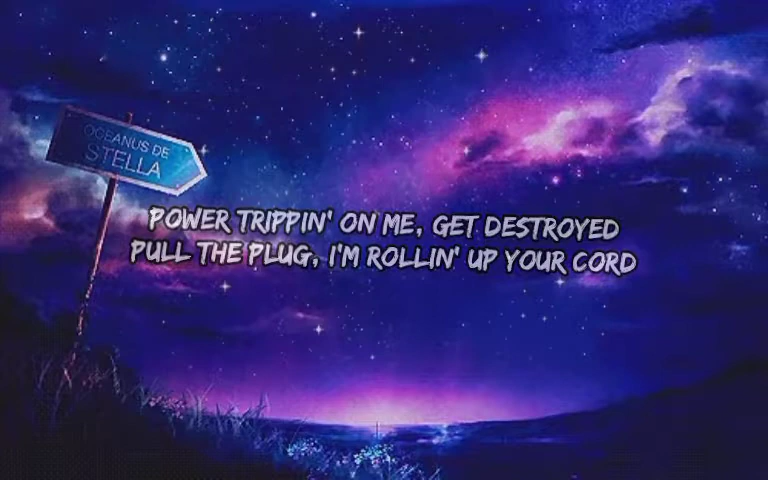 OCEANUS DE
STELLA
POWER TRIPPIN' ON ME, GET DESTROYED
PULL THE PLUG, I'M ROLLIN' UP YOUR CORD